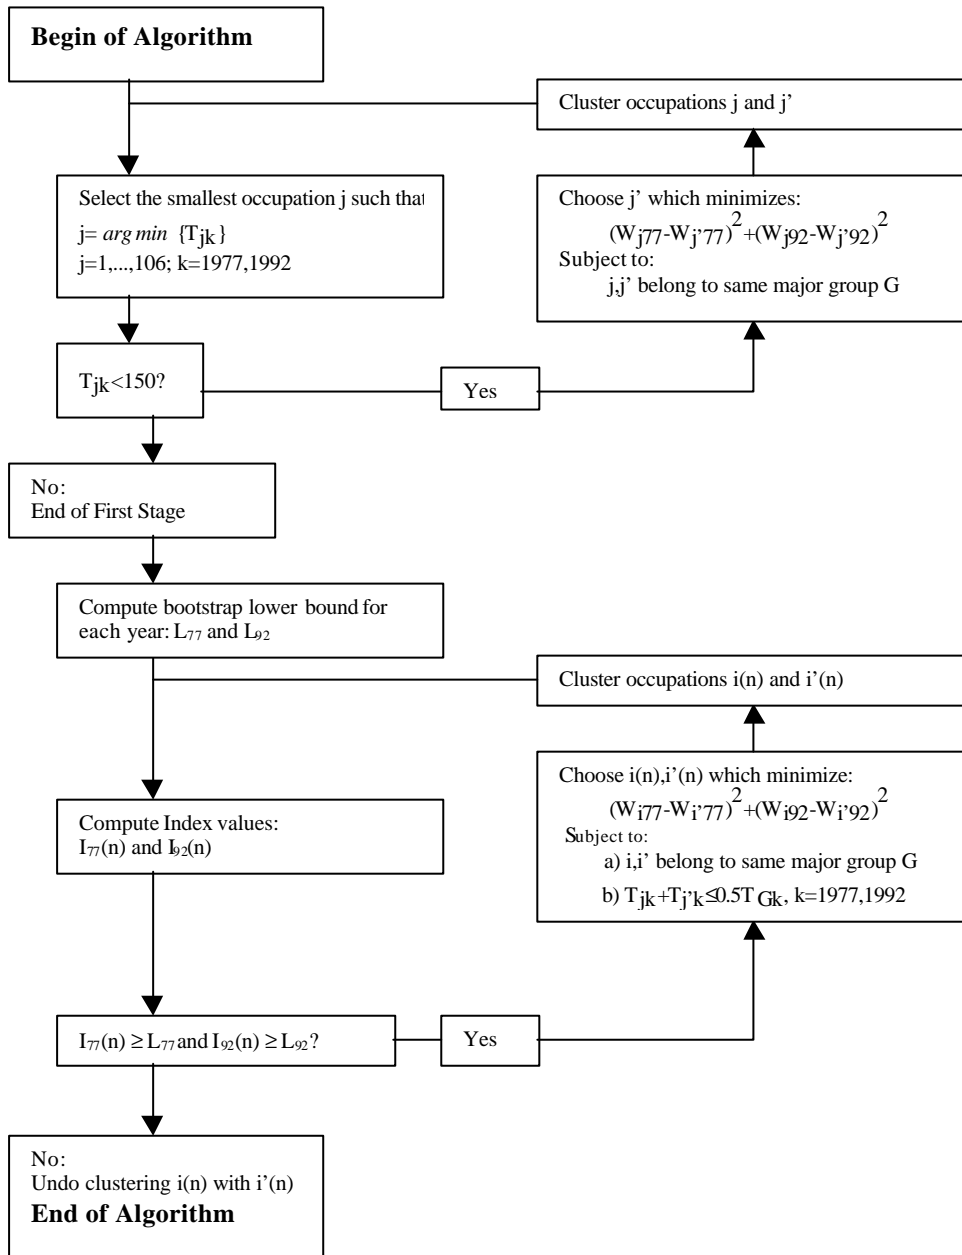 Begin of Algorithm
Cluster occupations j and j’
Select the smallest occupation j such that
j= arg min {Tjk}
j=1,...,106; k=1977,1992
Choose j’ which minimizes:
(Wj77-Wj’77)²+(Wj92-Wj’92)²
Subject to:
j,j’ belong to same major group G
Tjk<150?
Yes
No:
End of First Stage
Compute bootstrap lower bound for
each year: L77 and L92
Cluster occupations i(n) and i’(n)
Choose i(n),i’(n) which minimize:
(Wi77-Wi’77)²+(Wi92-Wi’92)²
Subject to:
a) i,i’ belong to same major group G
b) Tjk+Tj’k≤0.5TGk, k=1977,1992
Compute Index values:
I77(n) and I92(n)
I77(n) ≥ L77 and I92(n) ≥ L92?
Yes
No:
Undo clustering i(n) with i’(n)
End of Algorithm